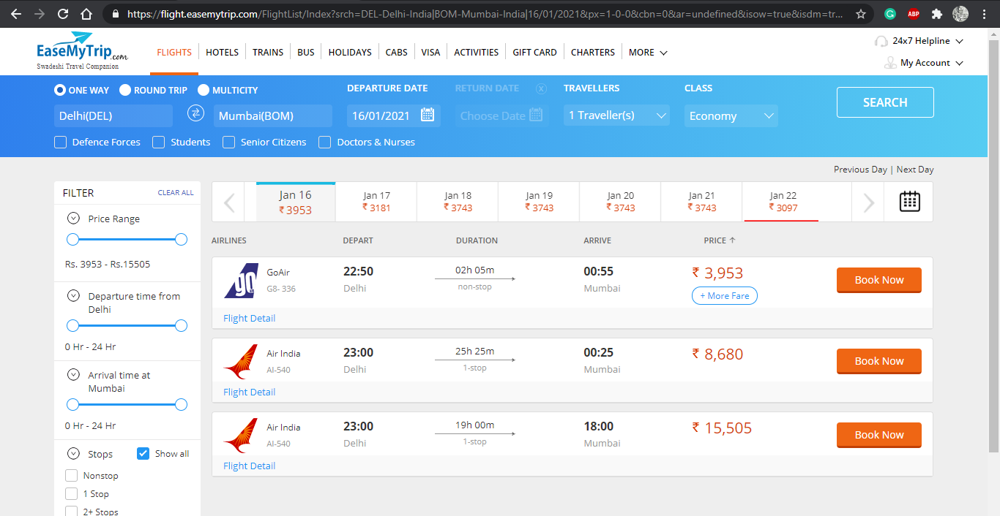 https://flight.easemytrip.com/FlightList/Index?srch=DEL-Delhi-India|BOM-Mumbai-India|16/01/2021&px=1-0-0&cbn=0&ar=undefined&isow=true&isdm=tr...
ABP
EaseMyTrip.com
Swadeshi Travel Companion
FLIGHTS HOTELS TRAINS BUS HOLIDAYS CABS VISA ACTIVITIES GIFT CARD CHARTERS MORE
24x7 Helpline
My Account
ONE WAY ROUND TRIP MULTICITY
DEPARTURE DATE RETURN DATE X TRAVELLERS CLASS
Delhi(DEL) Mumbai(BOM) 16/01/2021 Choose Date 1 Traveller(s) Economy SEARCH
Defence Forces Students Senior Citizens Doctors & Nurses
Previous Day | Next Day
FILTER CLEAR ALL
Price Range
Rs. 3953 - Rs.15505
Departure time from
Delhi
0 Hr - 24 Hr
Arrival time at
Mumbai
0 Hr - 24 Hr
Stops Show all
Nonstop
1 Stop
2+ Stops
Jan 16 Jan 17 Jan 18 Jan 19 Jan 20 Jan 21 Jan 22
₹ 3953 ₹ 3181 ₹ 3743 ₹ 3743 ₹ 3743 ₹ 3743 ₹ 3097
AIRLINES DEPART DURATION ARRIVE PRICE ↑
go GoAir 22:50 02h 05m 00:55 ₹ 3,953 Book Now
G8- 336 Delhi non-stop Mumbai + More Fare
Flight Detail
Air India 23:00 25h 25m 00:25 ₹ 8,680 Book Now
AI-540 Delhi 1-stop Mumbai
Flight Detail
Air India 23:00 19h 00m 18:00 ₹ 15,505 Book Now
AI-540 Delhi 1-stop Mumbai
Flight Detail